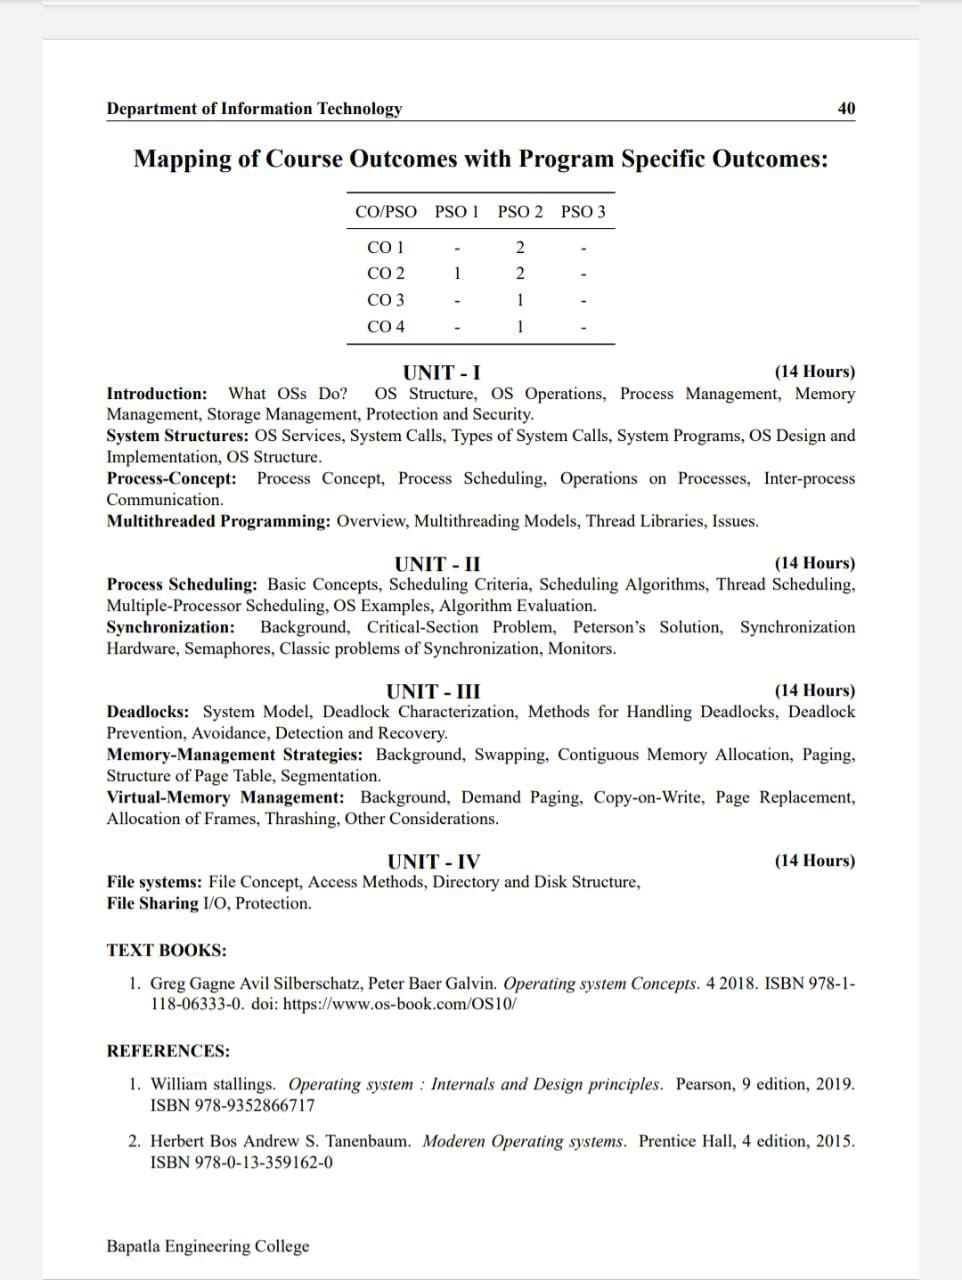 Department of Information Technology 40
Mapping of Course Outcomes with Program Specific Outcomes:
CO/PSO PSO 1 PSO 2 PSO 3
CO 1 - 2 -
CO 2 1 2 -
CO 3 - 1 -
CO 4 - 1 -
UNIT - I (14 Hours)
Introduction: What OSs Do? OS Structure, OS Operations, Process Management, Memory
Management, Storage Management, Protection and Security.
System Structures: OS Services, System Calls, Types of System Calls, System Programs, OS Design and
Implementation, OS Structure.
Process-Concept: Process Concept, Process Scheduling, Operations on Processes, Inter-process
Communication.
Multithreaded Programming: Overview, Multithreading Models, Thread Libraries, Issues.
UNIT - II (14 Hours)
Process Scheduling: Basic Concepts, Scheduling Criteria, Scheduling Algorithms, Thread Scheduling,
Multiple-Processor Scheduling, OS Examples, Algorithm Evaluation.
Synchronization: Background, Critical-Section Problem, Peterson's Solution, Synchronization
Hardware, Semaphores, Classic problems of Synchronization, Monitors.
UNIT - III (14 Hours)
Deadlocks: System Model, Deadlock Characterization, Methods for Handling Deadlocks, Deadlock
Prevention, Avoidance, Detection and Recovery.
Memory-Management Strategies: Background, Swapping, Contiguous Memory Allocation, Paging,
Structure of Page Table, Segmentation.
Virtual-Memory Management: Background, Demand Paging, Copy-on-Write, Page Replacement,
Allocation of Frames, Thrashing, Other Considerations.
UNIT - IV (14 Hours)
File systems: File Concept, Access Methods, Directory and Disk Structure,
File Sharing I/O, Protection.
TEXT BOOKS:
1. Greg Gagne Avil Silberschatz, Peter Baer Galvin. Operating system Concepts. 4 2018. ISBN 978-1-
118-06333-0. doi: https://www.os-book.com/OS10/
REFERENCES:
1. William stallings. Operating system : Internals and Design principles. Pearson, 9 edition, 2019.
ISBN 978-9352866717
2. Herbert Bos Andrew S. Tanenbaum. Moderen Operating systems. Prentice Hall, 4 edition, 2015.
ISBN 978-0-13-359162-0
Bapatla Engineering College